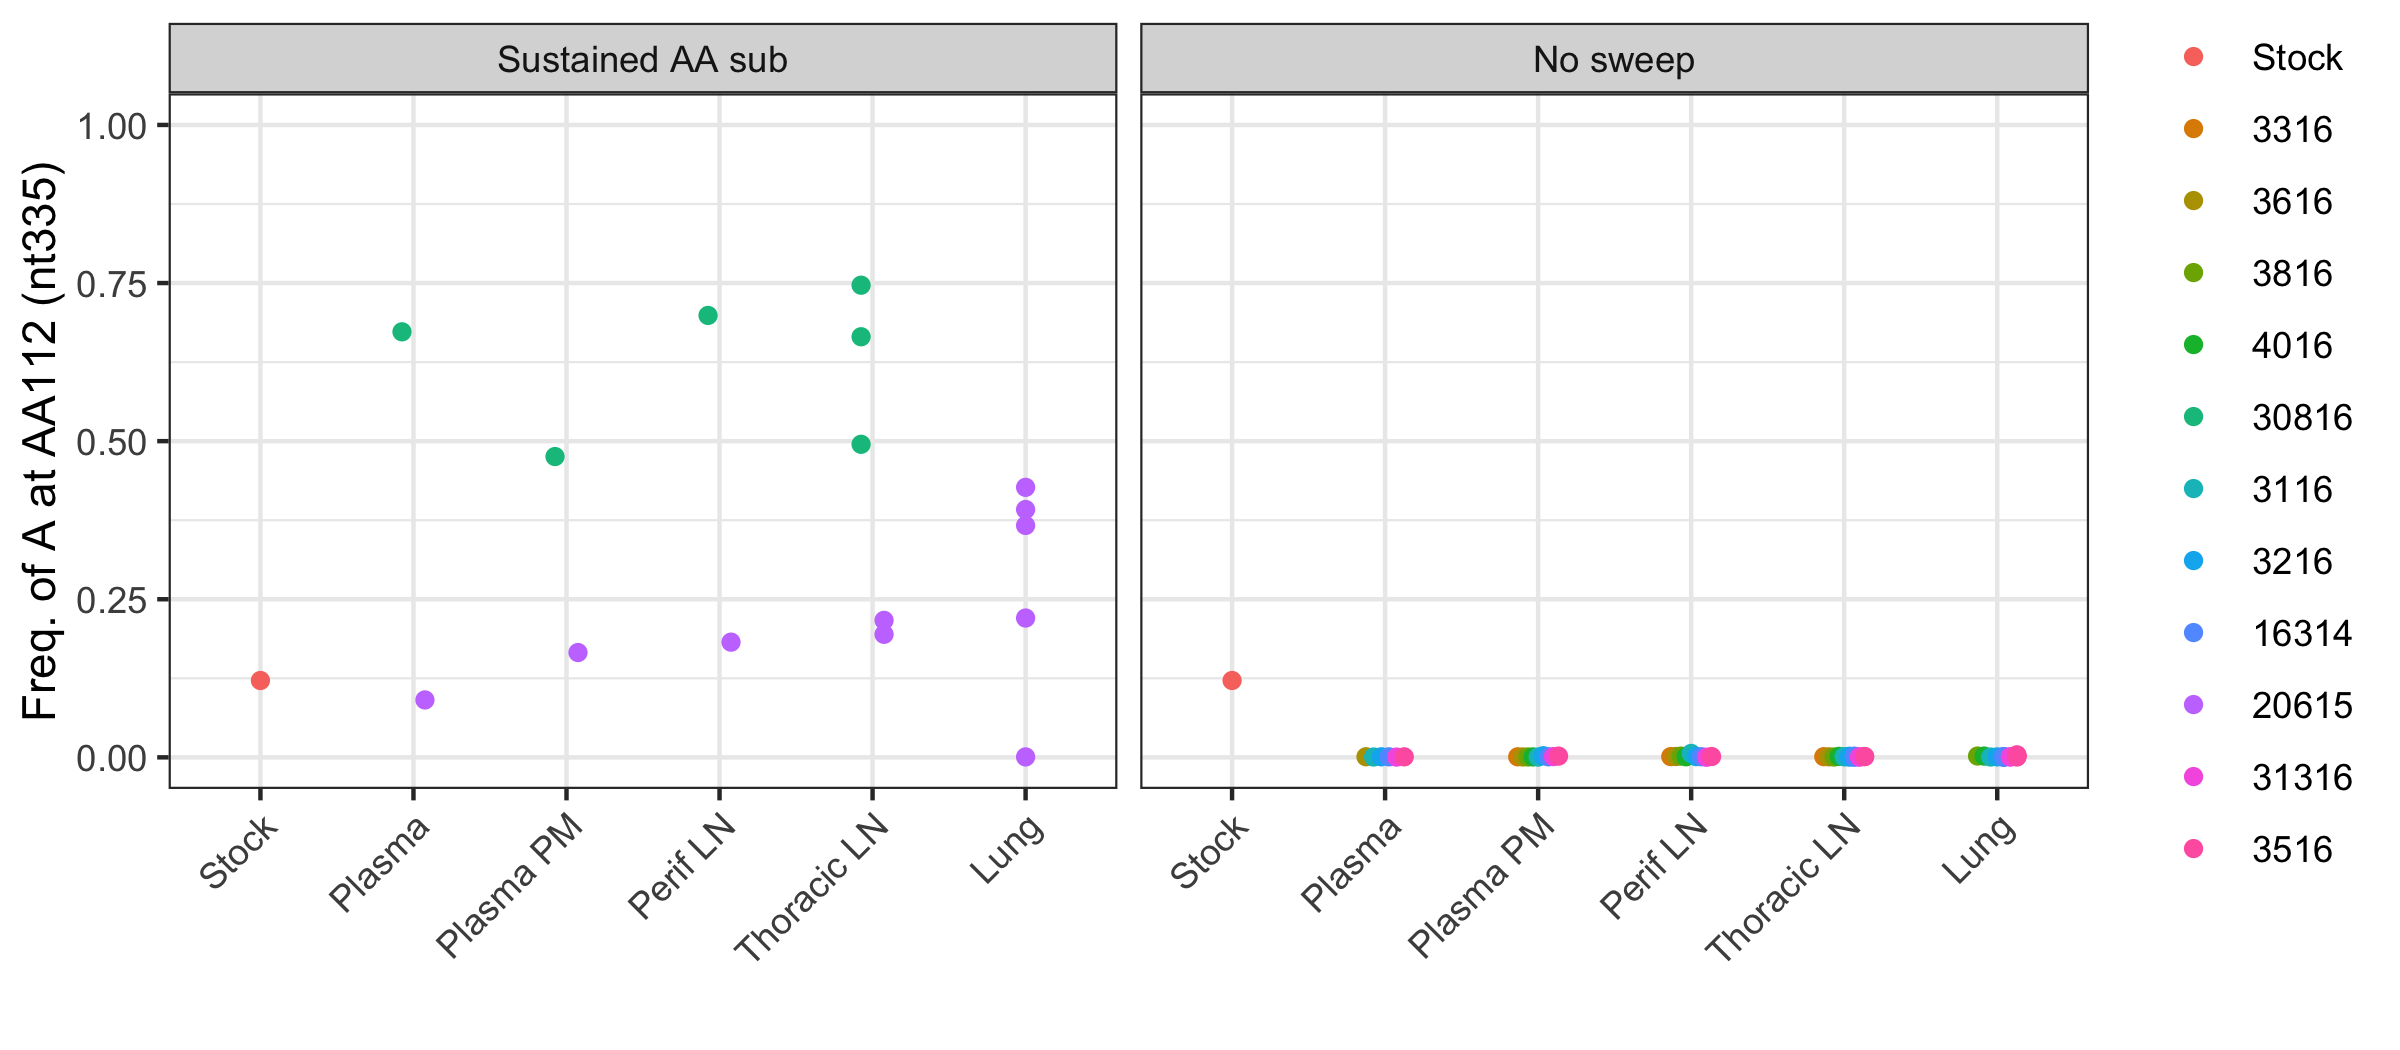 Sustained AA sub
No sweep
Freq. of A at AA112 (nt335)
1.00
0.75
0.50
0.25
0.00
Stock
Plasma
Plasma PM
Perif LN
Thoracic LN
Lung
Stock
Plasma
Plasma PM
Perif LN
Thoracic LN
Lung
Stock
3316
3616
3816
4016
30816
3116
3216
16314
20615
31316
3516